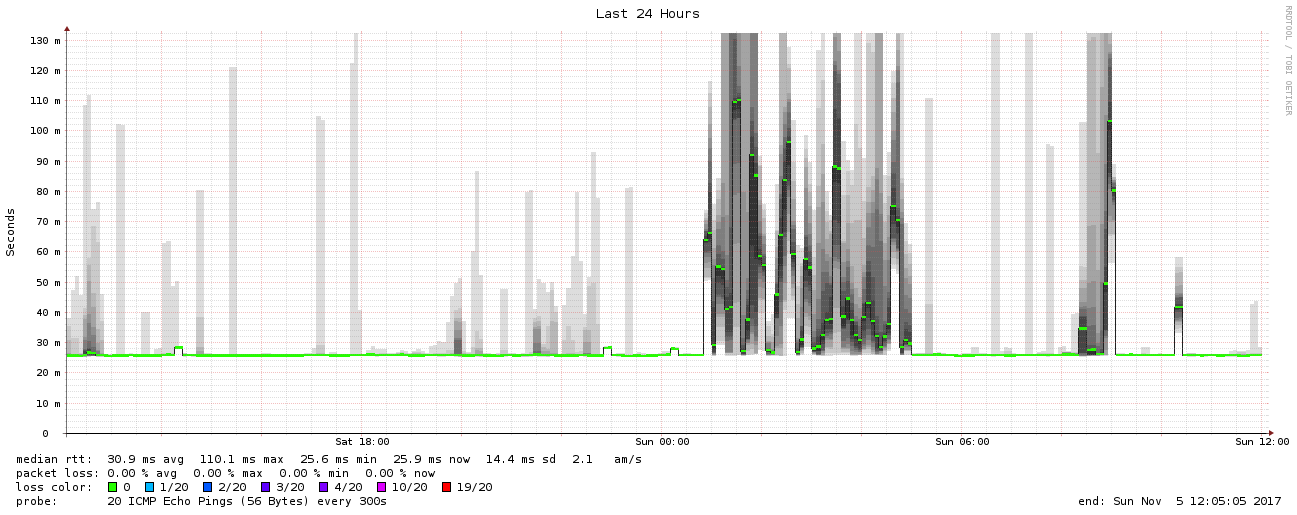 Last 24 Hours
RRDTOOL / TOBI OETIKER
Seconds
130 m
120 m
110 m
100 m
90 m
80 m
70 m
60 m
50 m
40 m
30 m
20 m
10 m
0
Sat 18:00 Sun 00:00 Sun 06:00 Sun 12:00
median rtt: 30.9 ms avg 110.1 ms max 25.6 ms min 25.9 ms now 14.4 ms sd 2.1 am/s
packet loss: 0.00 % avg 0.00 % max 0.00 % min 0.00 % now
loss color: 0 1/20 2/20 3/20 4/20 10/20 19/20
probe: 20 ICMP Echo Pings (56 Bytes) every 300s end: Sun Nov 5 12:05:05 2017